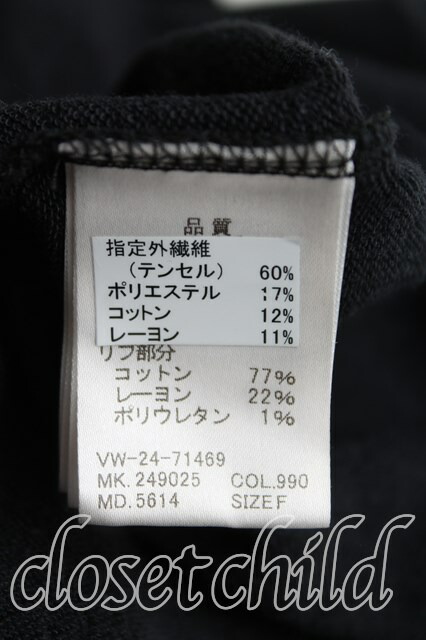 品質
指定外繊維
（テンセル） 60%
ポリエステル 17%
コットン 12%
レーヨン 11%
リブ部分
コットン 77%
レーヨン 22%
ポリウレタン 1%
VW-24-71469
MK.249025 COL.990
MD.5614 SIZE F
closet child